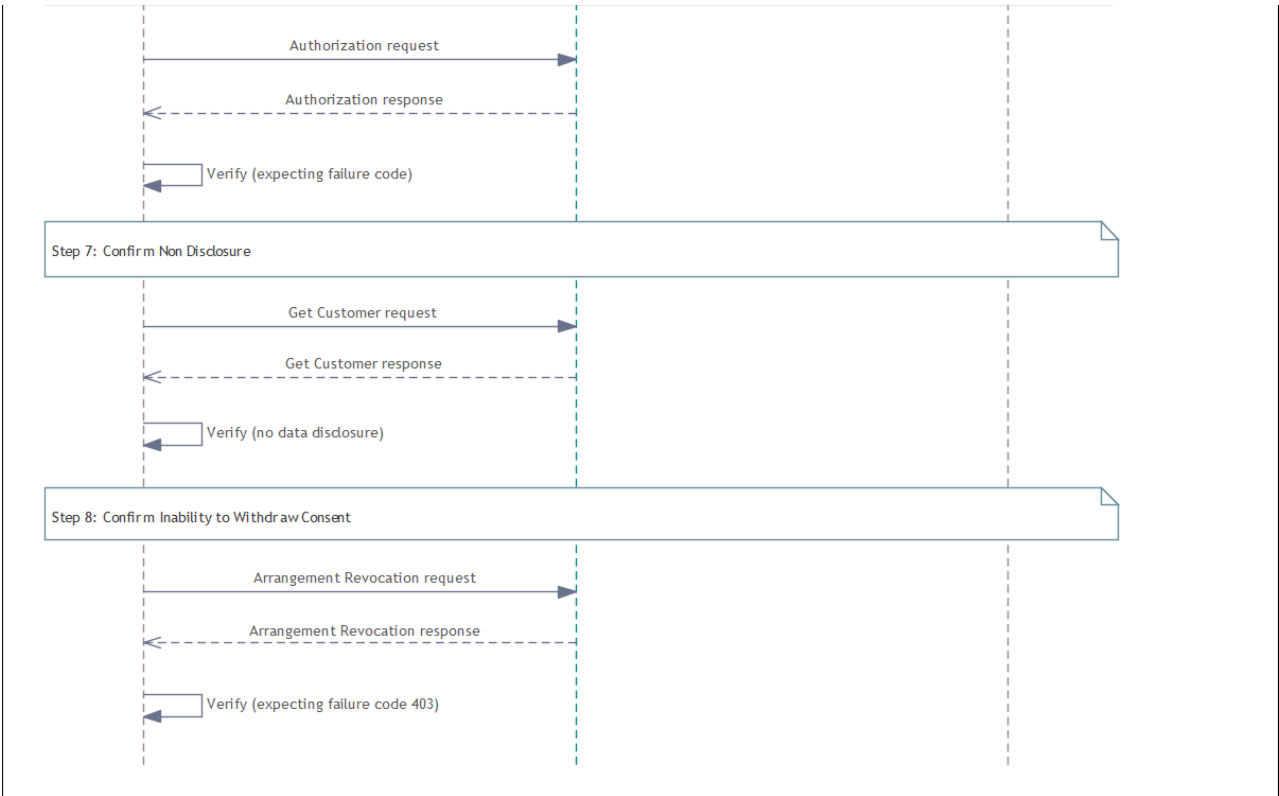 Authorization request
Authorization response
Verify (expecting failure code)
Step 7: Confirm Non Disclosure
Get Customer request
Get Customer response
Verify (no data disclosure)
Step 8: Confirm Inability to Withdraw Consent
Arrangement Revocation request
Arrangement Revocation response
Verify (expecting failure code 403)